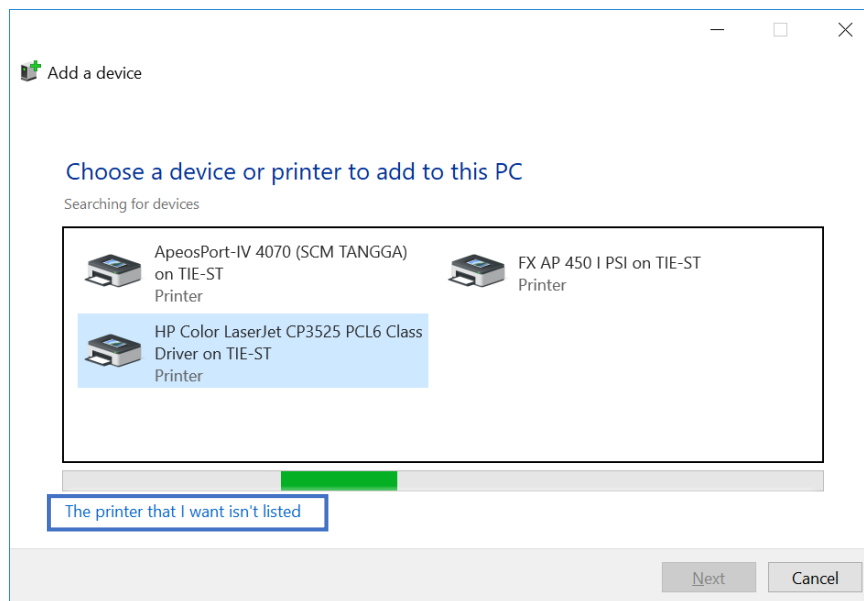 Add a device
Choose a device or printer to add to this PC
Searching for devices
ApeosPort-IV 4070 (SCM TANGGA)
on TIE-ST
Printer
FX AP 450 I PSI on TIE-ST
Printer
HP Color LaserJet CP3525 PCL6 Class
Driver on TIE-ST
Printer
The printer that I want isn't listed
Next
Cancel